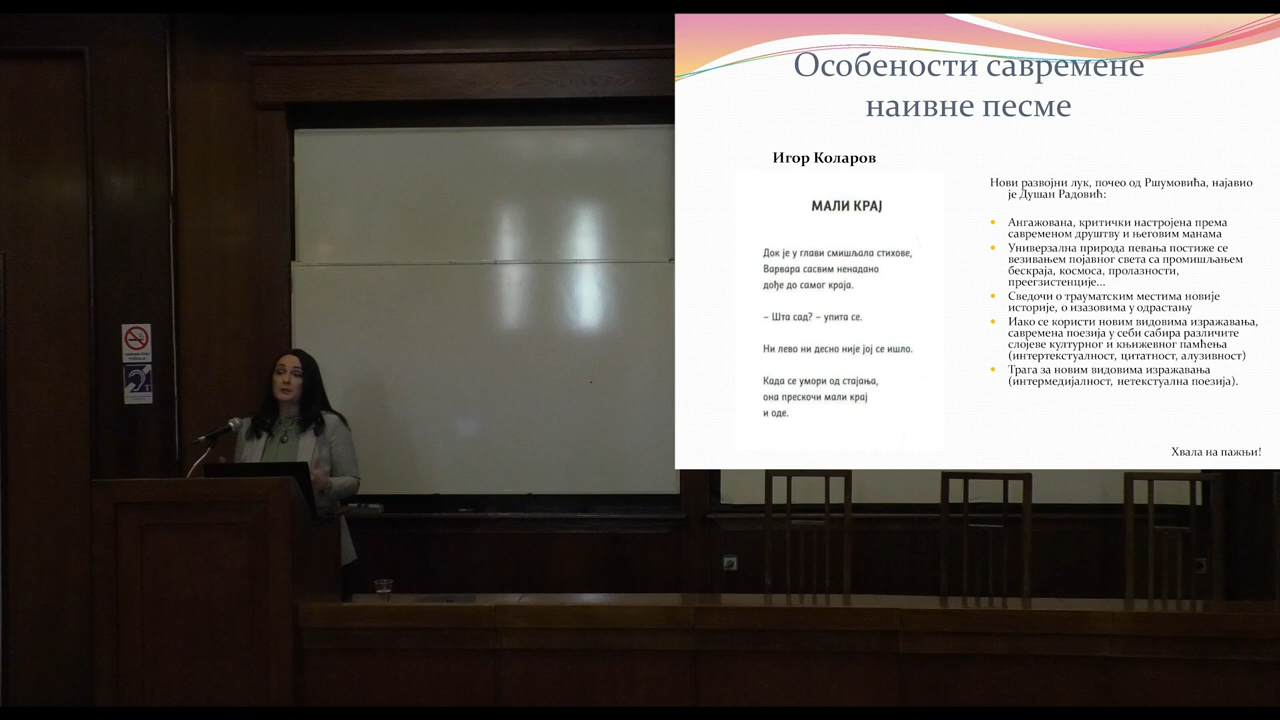 Особености савремене
наивне песме
Игор Коларов
МАЛИ КРАЈ
Док је у глави смишљала стихове,
Варвара сасвим ненадано
дође до самог краја.
– Шта сад? – упита се.
Ни лево ни десно није јој се ишло.
Када се умори од стајања,
она прескочи мали крај
и оде.
Нови развојни лук, почео од Ршумовића, најавио
је Душан Радовић:
Ангажована, критички настројена према
савременом друштву и његовим манама
Универзална природа певања постиже се
везивањем појавног света са промишљањем
бескраја, космоса, пролазности,
преегзистенције...
Сведочи о трауматским местима новије
историје, о изазовима у одрастању
Иако се користи новим видовима изражавања,
савремена поезија у себи сабира различите
слојеве културног и књижевног памћења
(интертекстуалност, цитатност, алузивност)
Трага за новим видовима изражавања
(интермедијалност, нетекстуална поезија).
Хвала на пажњи!